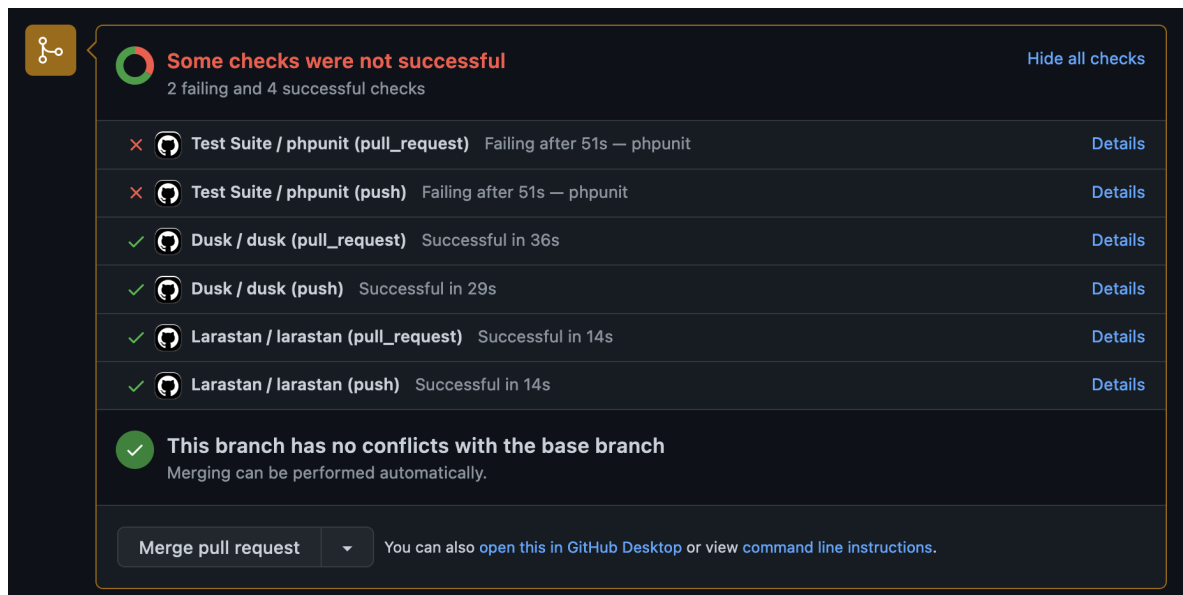 Some checks were not successful
Hide all checks
2 failing and 4 successful checks
Test Suite / phpunit (pull_request) Failing after 51s — phpunit Details
Test Suite / phpunit (push) Failing after 51s — phpunit Details
Dusk / dusk (pull_request) Successful in 36s Details
Dusk / dusk (push) Successful in 29s Details
Larastan / larastan (pull_request) Successful in 14s Details
Larastan / larastan (push) Successful in 14s Details
This branch has no conflicts with the base branch
Merging can be performed automatically.
Merge pull request You can also open this in GitHub Desktop or view command line instructions.